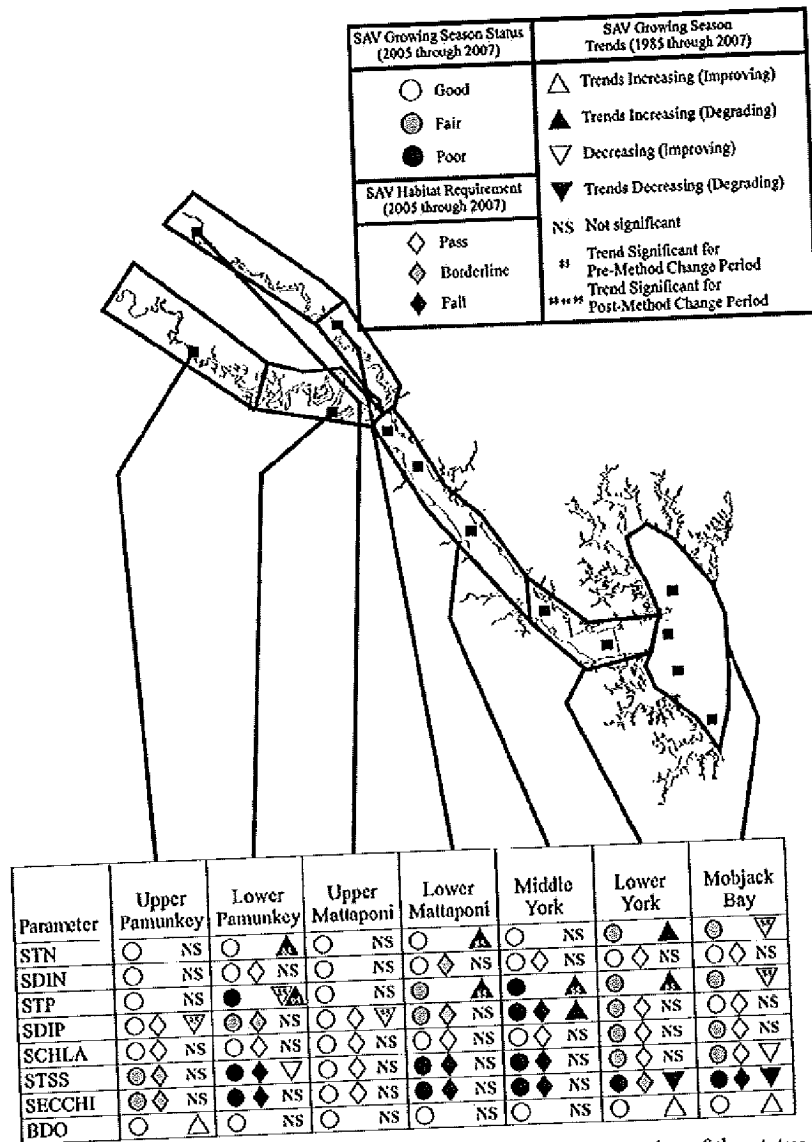 SAV Growing Season Status
(2005 through 2007)
Good
Fair
Poor
SAV Habitat Requirement
(2005 through 2007)
Pass
Borderline
Fail
SAV Growing Season
Trends (1985 through 2007)
Trends Increasing (Improving)
Trends Increasing (Degrading)
Decreasing (Improving)
Trends Decreasing (Degrading)
NS Not significant
Trend Significant for
Pre-Method Change Period
Trend Significant for
Post-Method Change Period
Parameter
Upper Pamunkey
Lower Pamunkey
Upper Mattaponi
Lower Mattaponi
Middle York
Lower York
Mobjack Bay
STN NS NS NS
SDIN NS NS NS NS NS NS NS
STP NS NS
SDIP NS NS NS NS
SCHLA NS NS NS NS NS NS NS
STSS NS NS NS NS NS
SECCHI NS NS NS NS NS
BDO NS NS NS NS